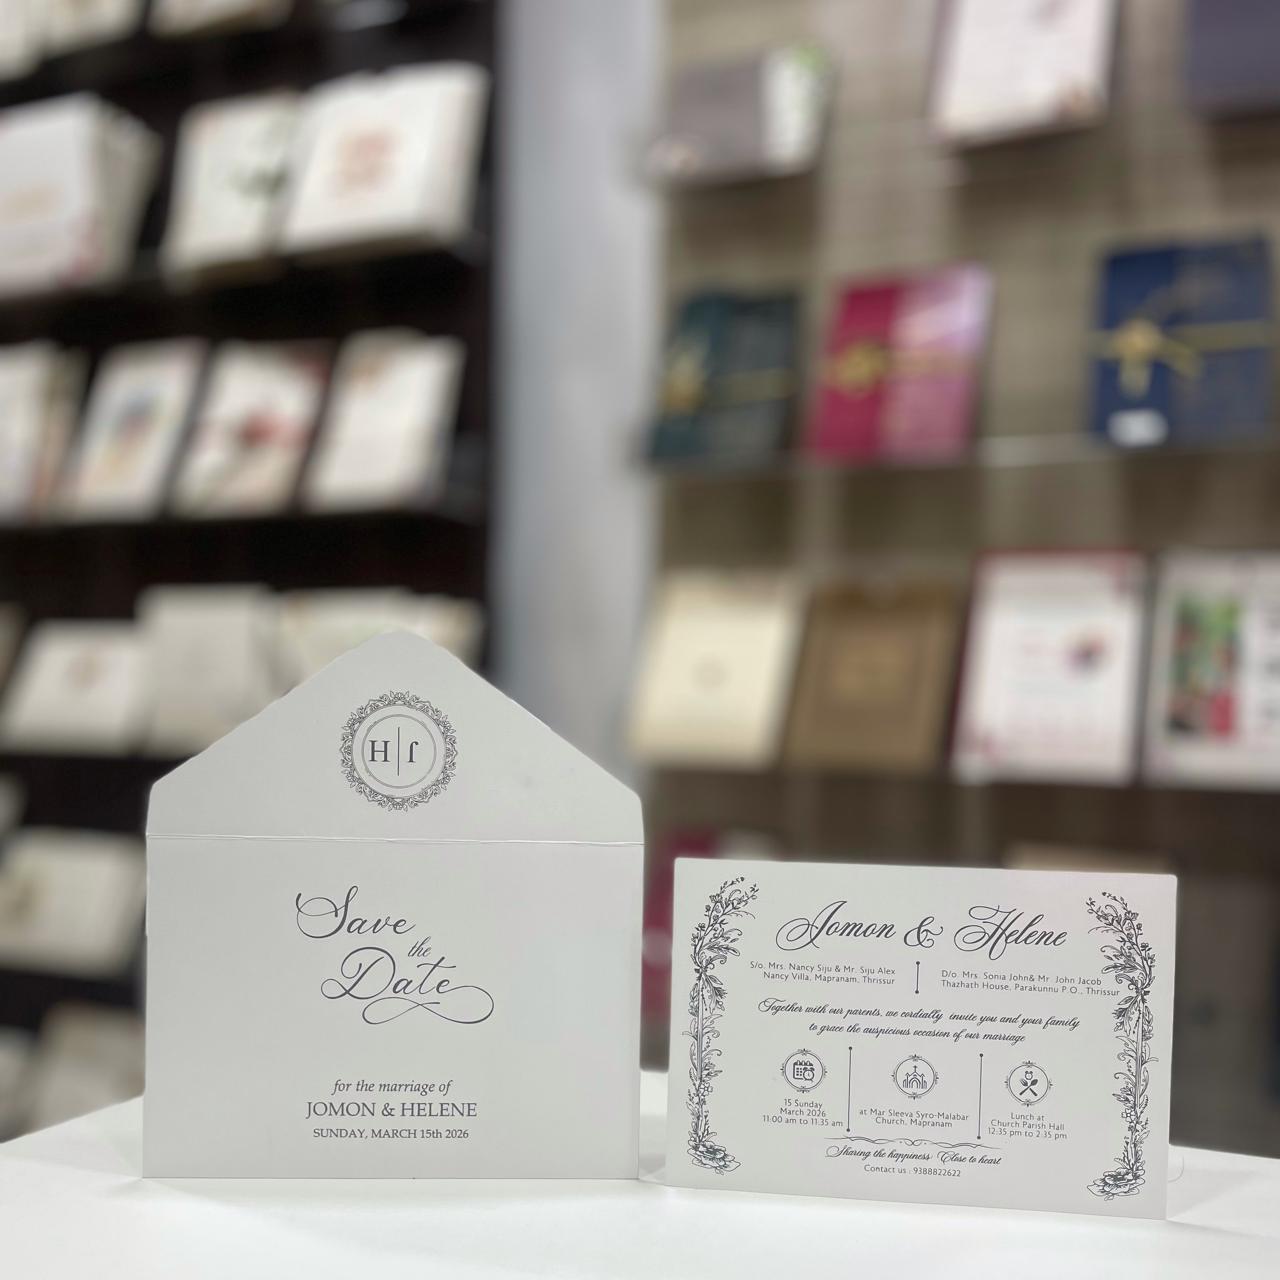 H|J
Save
the
Date
for the marriage of
JOMON & HELENE
SUNDAY, MARCH 15th 2026
Jomon & Helene
S/o. Mrs. Nancy Siju & Mr. Siju Alex
Nancy Villa, Mapranam, Thrissur
D/o. Mrs. Sonia John& Mr. John Jacob
Thazhath House, Parakunnu P.O., Thrissur
Together with our parents, we cordially invite you and your family
to grace the auspicious occasion of our marriage
15 Sunday
March 2026
11:00 am to 11:35 am
at Mar Sleeva Syro-Malabar
Church, Mapranam
Lunch at
Church Parish Hall
12:35 pm to 2:35 pm
Sharing the happiness Close to heart
Contact us : 9388822622